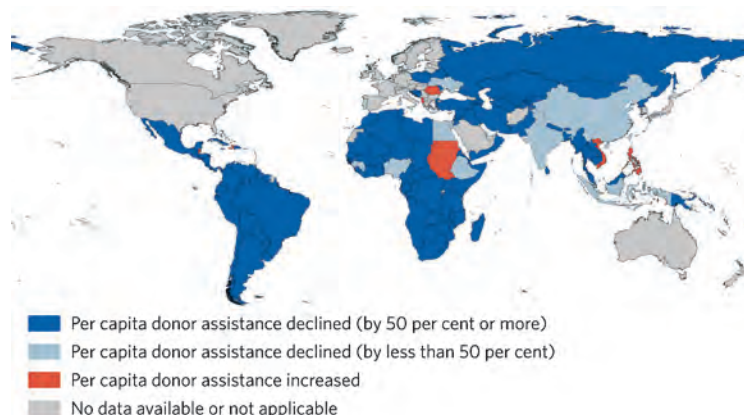 Per capita donor assistance declined (by 50 per cent or more)
Per capita donor assistance declined (by less than 50 per cent)
Per capita donor assistance increased
No data available or not applicable